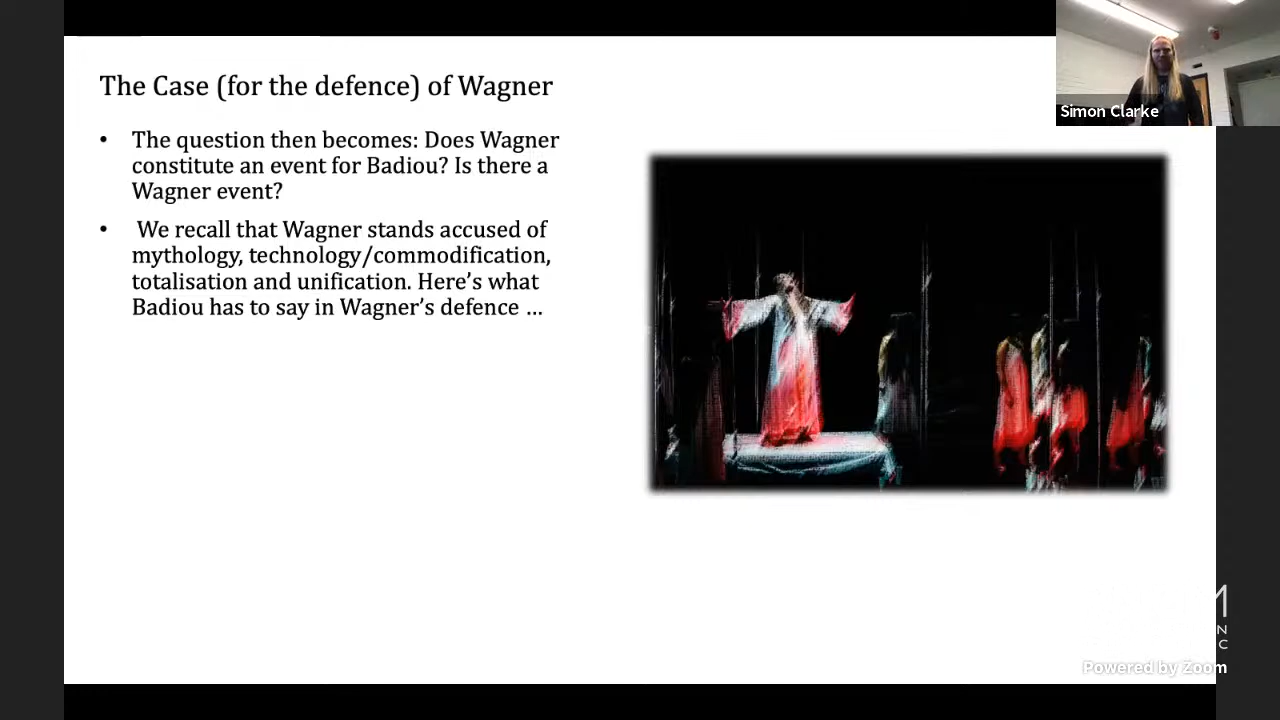 The Case (for the defence) of Wagner
Simon Clarke
• The question then becomes: Does Wagner
constitute an event for Badiou? Is there a
Wagner event?
• We recall that Wagner stands accused of
mythology, technology/commodification,
totalisation and unification. Here's what
Badiou has to say in Wagner's defence ...
Powered by Zoom